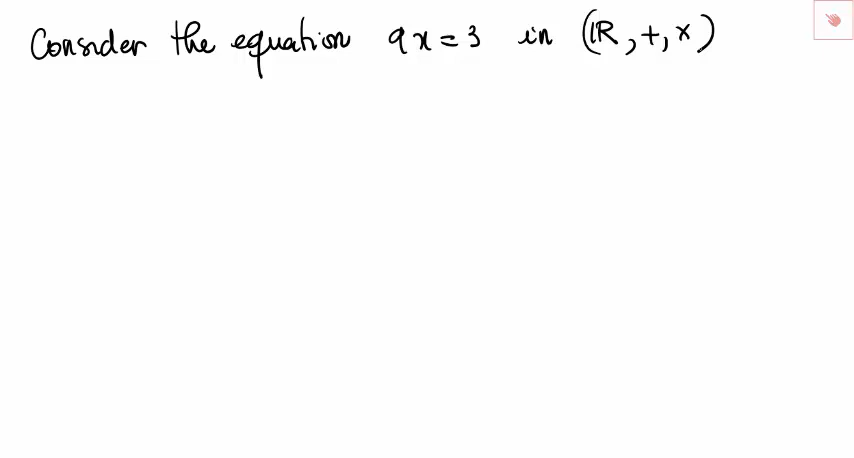 Consider the equation 9x = 3 in (ℝ, +, ×)